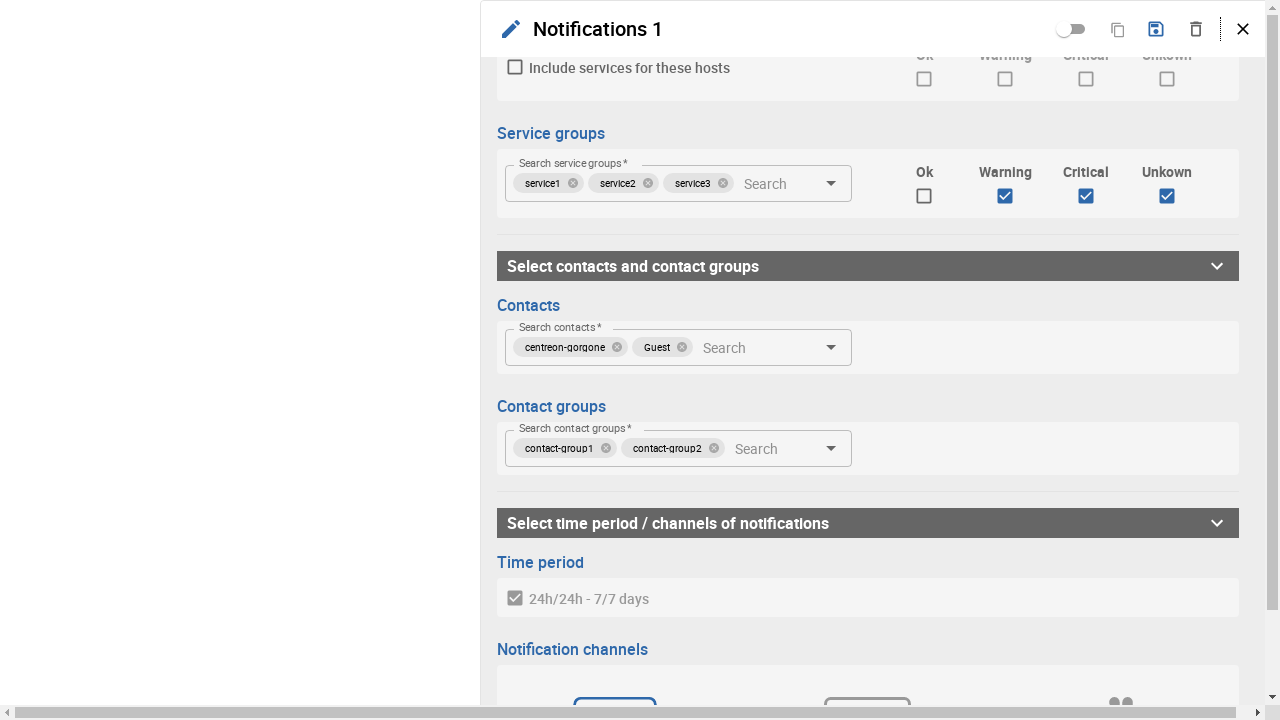 Notifications 1
Ok Warning Critical Unkown
Include services for these hosts
Service groups
Search service groups *
Ok Warning Critical Unkown
service1 service2 service3 Search
Select contacts and contact groups
Contacts
Search contacts *
centreon-gorgone Guest Search
Contact groups
Search contact groups *
contact-group1 contact-group2 Search
Select time period / channels of notifications
Time period
24h/24h - 7/7 days
Notification channels